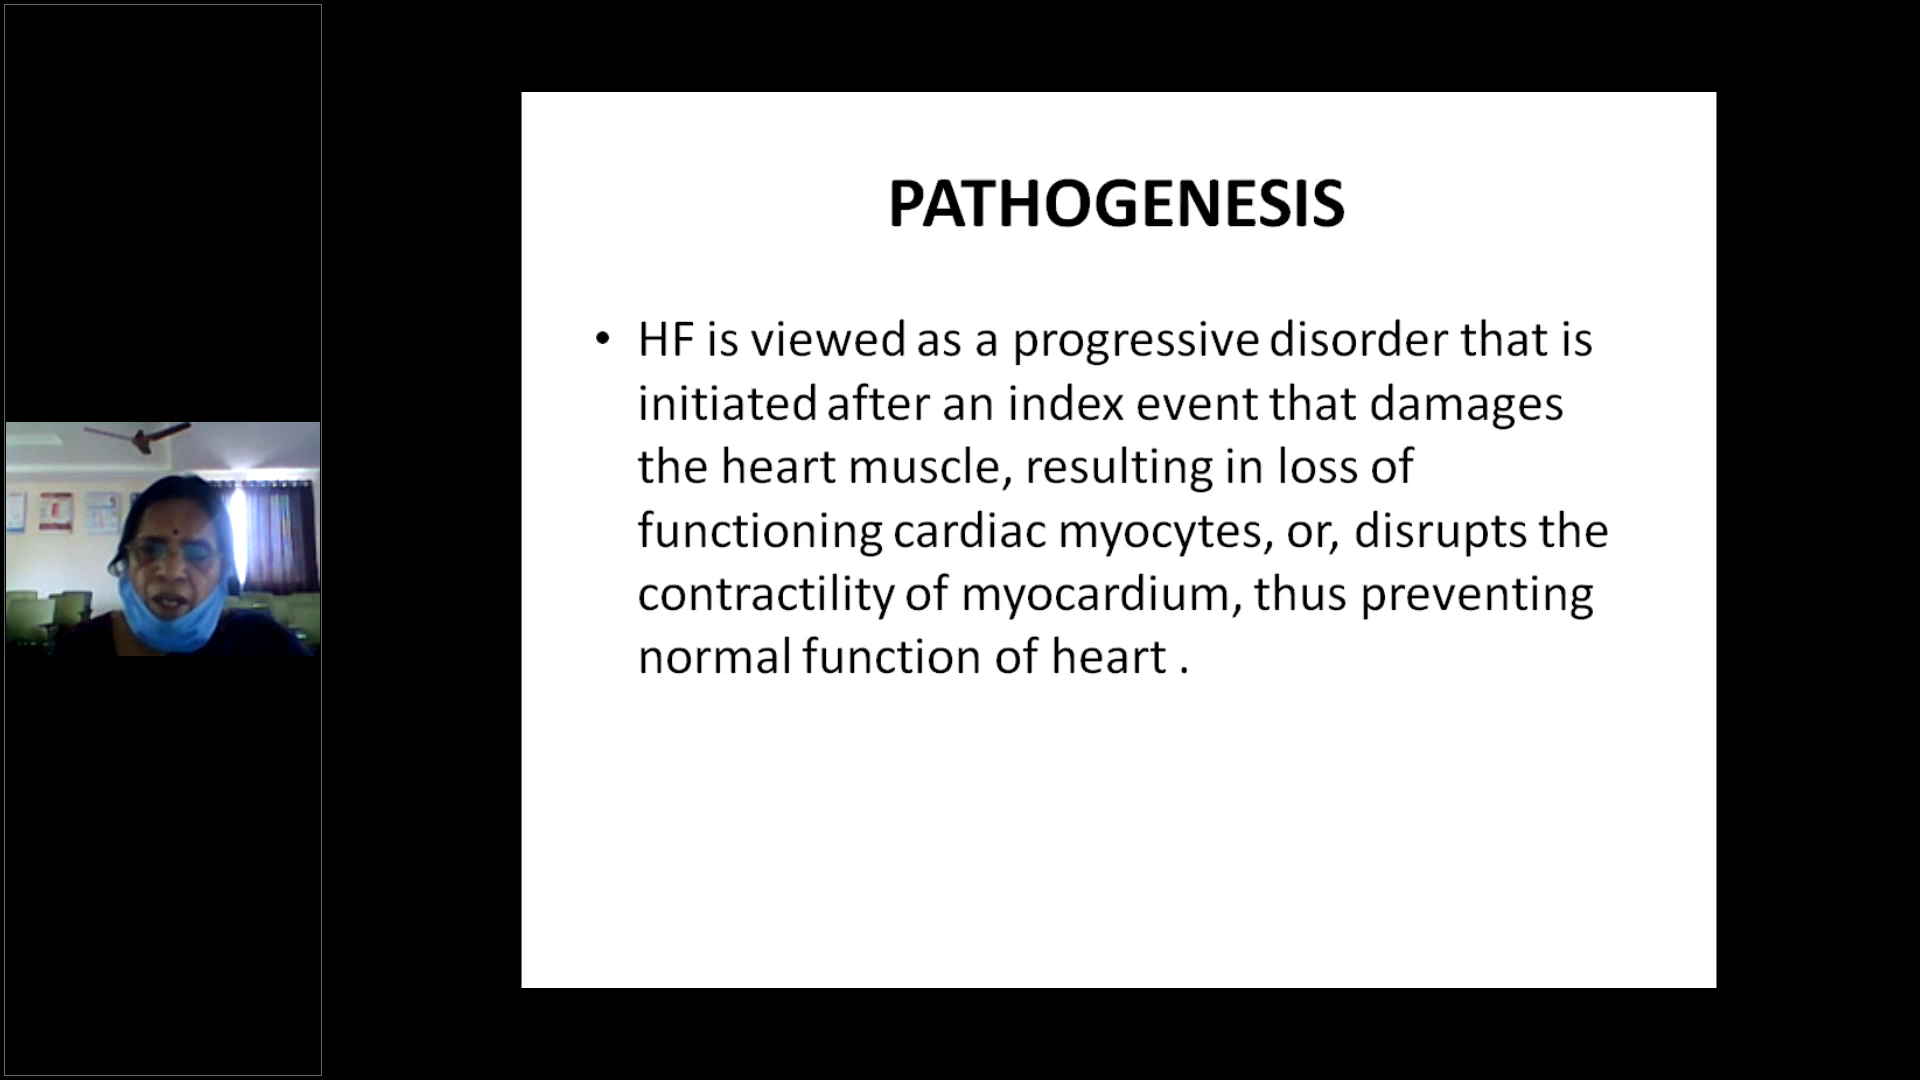 PATHOGENESIS
• HF is viewed as a progressive disorder that is
initiated after an index event that damages
the heart muscle, resulting in loss of
functioning cardiac myocytes, or, disrupts the
contractility of myocardium, thus preventing
normal function of heart .